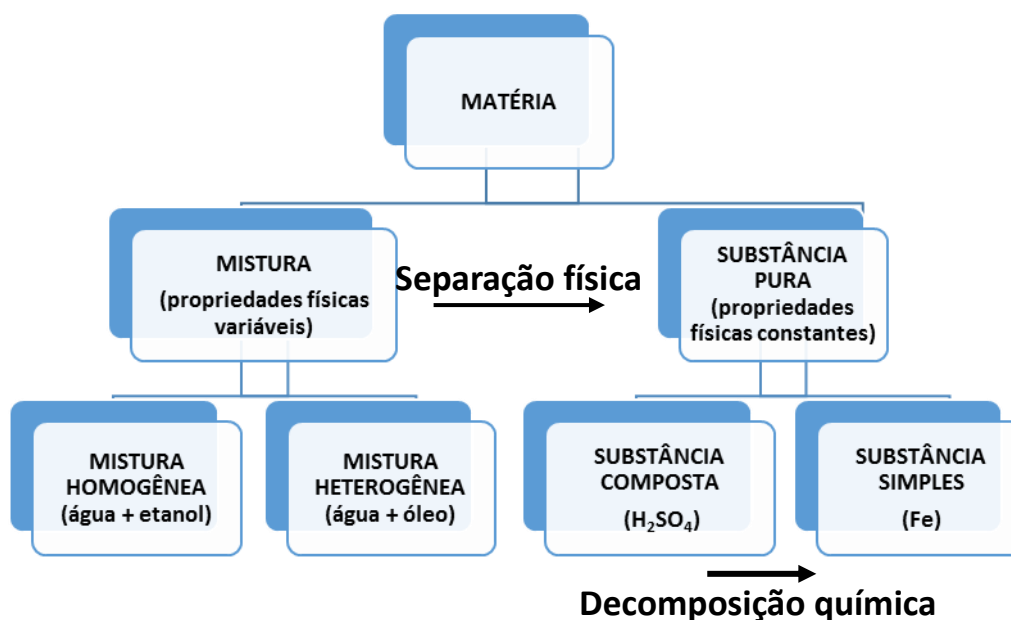 MATÉRIA
MISTURA
(propriedades físicas
variáveis)
Separação física
SUBSTÂNCIA
PURA
(propriedades
físicas constantes)
MISTURA
HOMOGÊNEA
(água + etanol)
MISTURA
HETEROGÊNEA
(água + óleo)
SUBSTÂNCIA
COMPOSTA
(H₂SO₄)
SUBSTÂNCIA
SIMPLES
(Fe)
Decomposição química